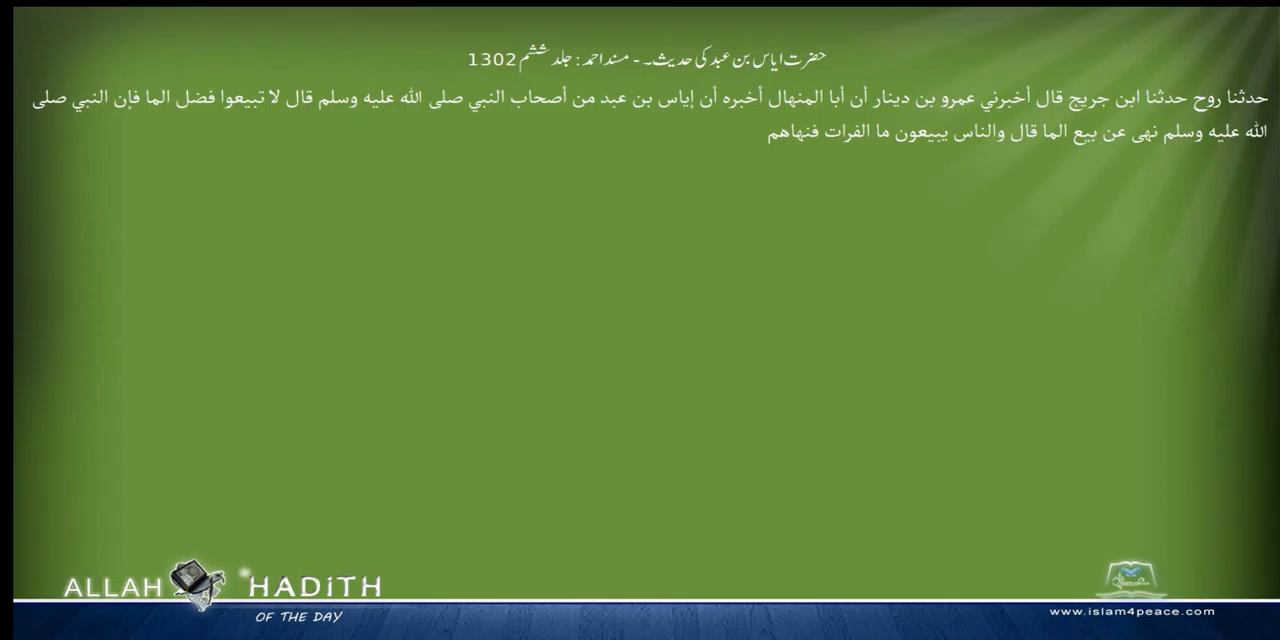 حضرت ایاس بن عبد کی حدیث۔ - مسند احمد : جلد ششم 1302
حدثنا روح حدثنا ابن جريج قال أخبرني عمرو بن دينار أن أبا المنهال أخبره أن إياس بن عبد من أصحاب النبي صلى الله عليه وسلم قال لا تبيعوا فضل الما فإن النبي صلى
الله عليه وسلم نهى عن بيع الما قال والناس يبيعون ما الفرات فنهاهم
ALLAH HADITH
OF THE DAY
www.islam4peace.com